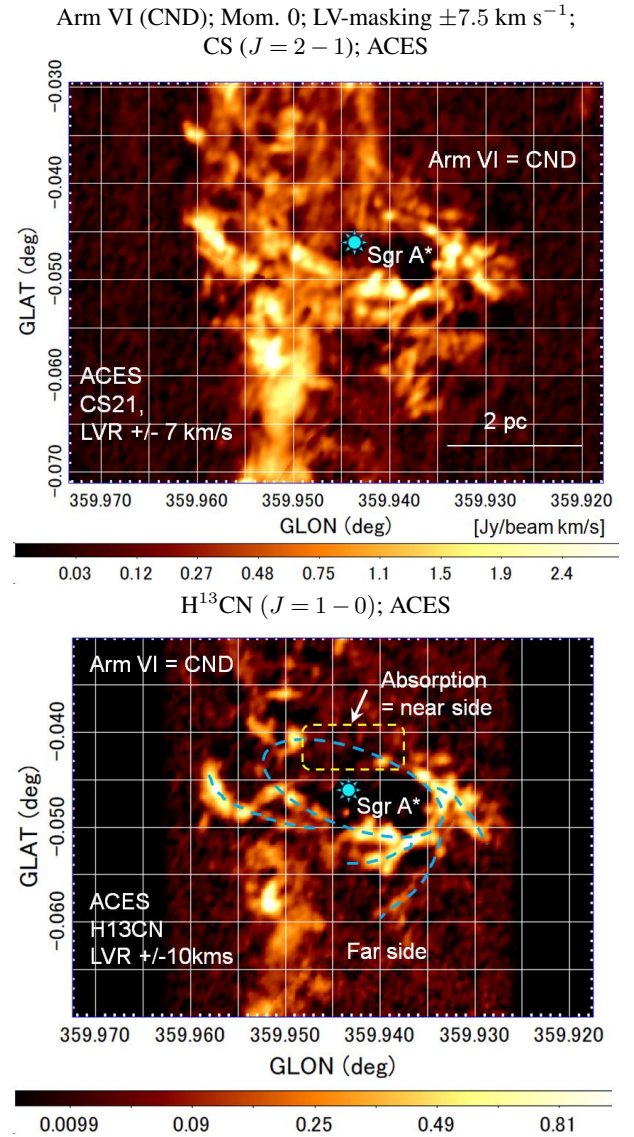 Arm VI (CND); Mom. 0; LV-masking ±7.5 km s⁻¹;
CS (J = 2 − 1); ACES
-0.030
-0.040
-0.050
-0.060
-0.070
GLAT (deg)
Arm VI = CND
Sgr A*
ACES
CS21,
LVR +/- 7 km/s
2 pc
359.970 359.960 359.950 359.940 359.930 359.920
GLON (deg)
[Jy/beam km/s]
0.03 0.12 0.27 0.48 0.75 1.1 1.5 1.9 2.4
H¹³CN (J = 1 − 0); ACES
Arm VI = CND
Absorption
= near side
-0.040
-0.050
-0.060
GLAT (deg)
Sgr A*
ACES
H13CN
LVR +/-10kms
Far side
359.970 359.960 359.950 359.940 359.930 359.920
GLON (deg)
0.0099 0.09 0.25 0.49 0.81